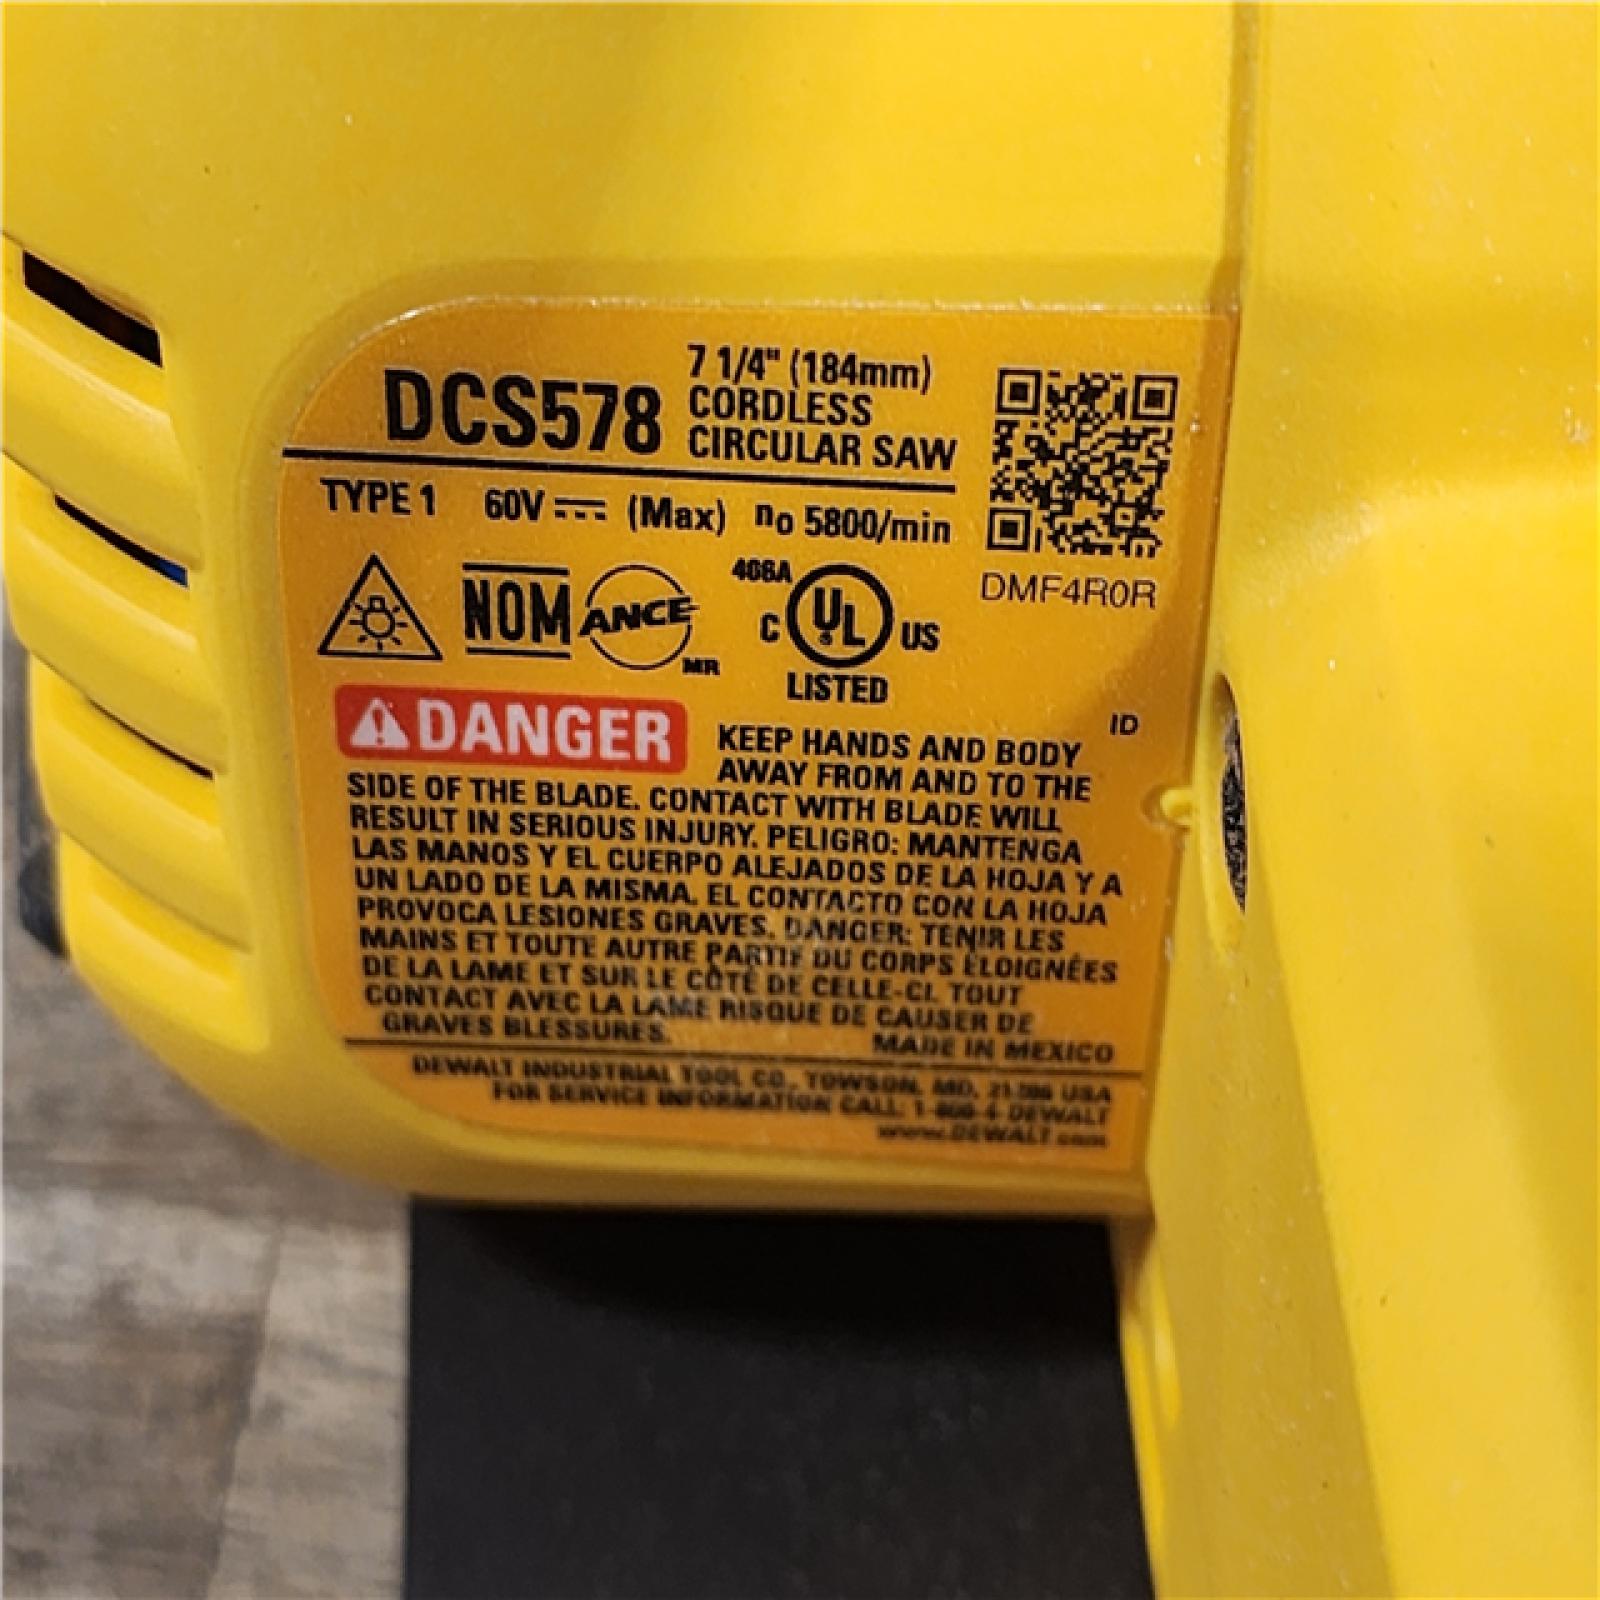 DCS578
7 1/4" (184mm)
CORDLESS
CIRCULAR SAW
TYPE 1 60V (Max) no 5800/min
DMF4R0R
NOM ANCE MR
406A
C UL US
LISTED
ID
DANGER KEEP HANDS AND BODY
AWAY FROM AND TO THE
SIDE OF THE BLADE. CONTACT WITH BLADE WILL
RESULT IN SERIOUS INJURY. PELIGRO: MANTENGA
LAS MANOS Y EL CUERPO ALEJADOS DE LA HOJA Y A
UN LADO DE LA MISMA. EL CONTACTO CON LA HOJA
PROVOCA LESIONES GRAVES. DANGER: TENIR LES
MAINS ET TOUTE AUTRE PARTIE DU CORPS ÉLOIGNÉES
DE LA LAME ET SUR LE CÔTÉ DE CELLE-CI. TOUT
CONTACT AVEC LA LAME RISQUE DE CAUSER DE
GRAVES BLESSURES.
MADE IN MEXICO
DEWALT INDUSTRIAL TOOL CO., TOWSON, MD. USA
FOR SERVICE INFORMATION CALL: 1-800-4-DEWALT
www.DEWALT.com